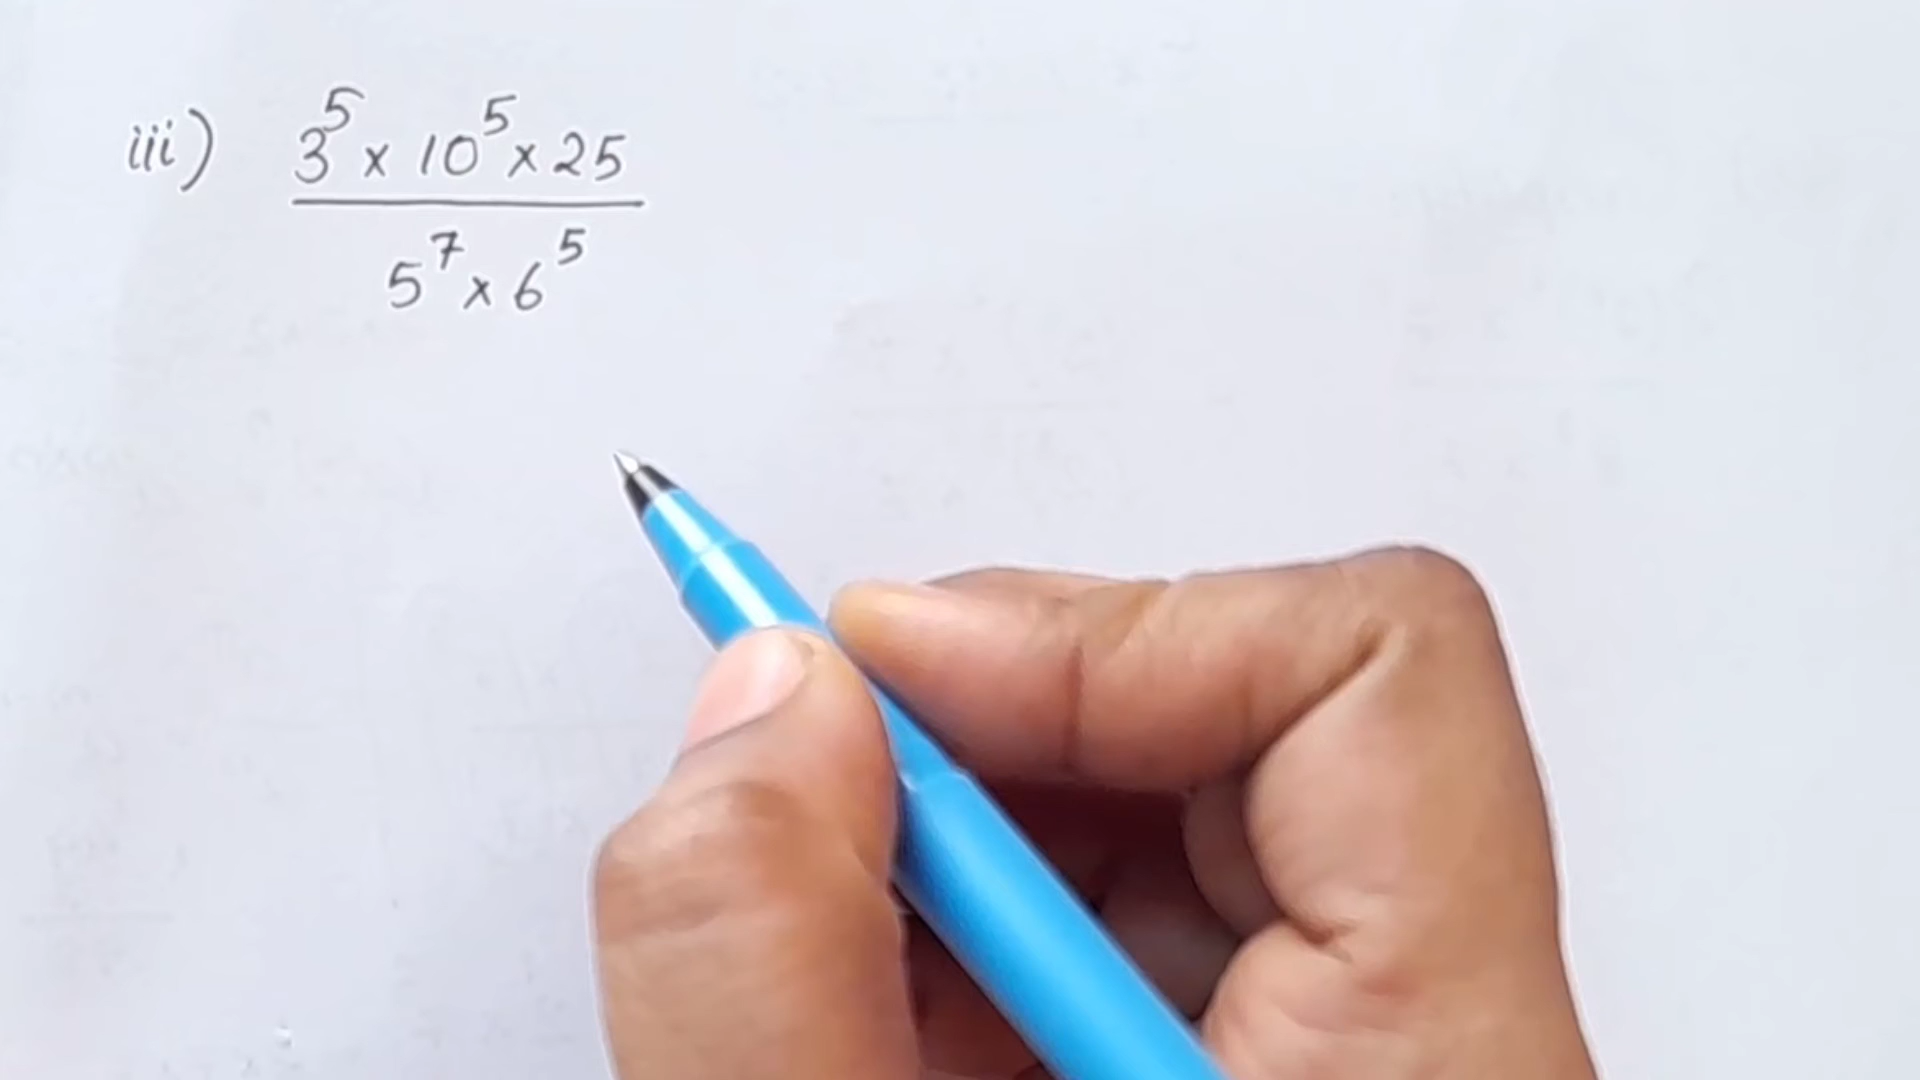 iii) 3⁵ x 10⁵ x 25
5⁷ x 6⁵